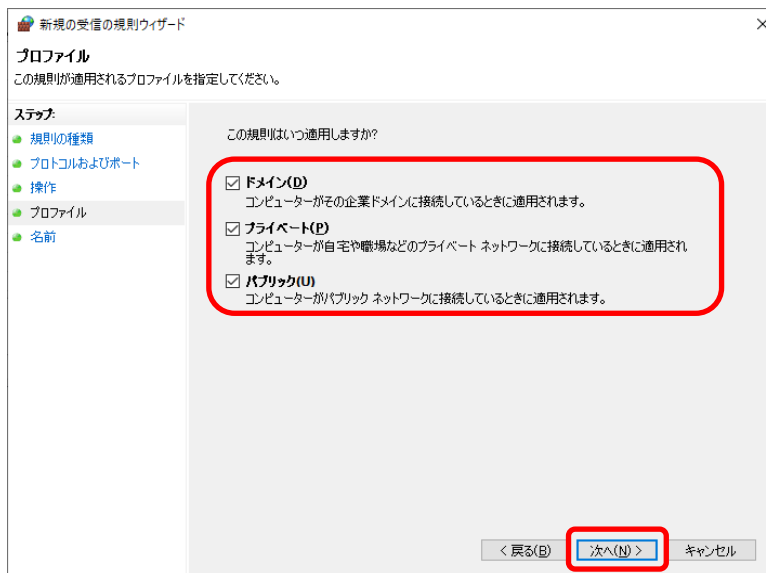 新規の受信の規則ウィザード
プロファイル
この規則が適用されるプロファイルを指定してください。
ステップ:
規則の種類
プロトコルおよびポート
操作
プロファイル
名前
この規則はいつ適用しますか?
ドメイン(D)
コンピューターがその企業ドメインに接続しているときに適用されます。
プライベート(P)
コンピューターが自宅や職場などのプライベート ネットワークに接続しているときに適用され
ます。
パブリック(U)
コンピューターがパブリック ネットワークに接続しているときに適用されます。
< 戻る(B)
次へ(N) >
キャンセル